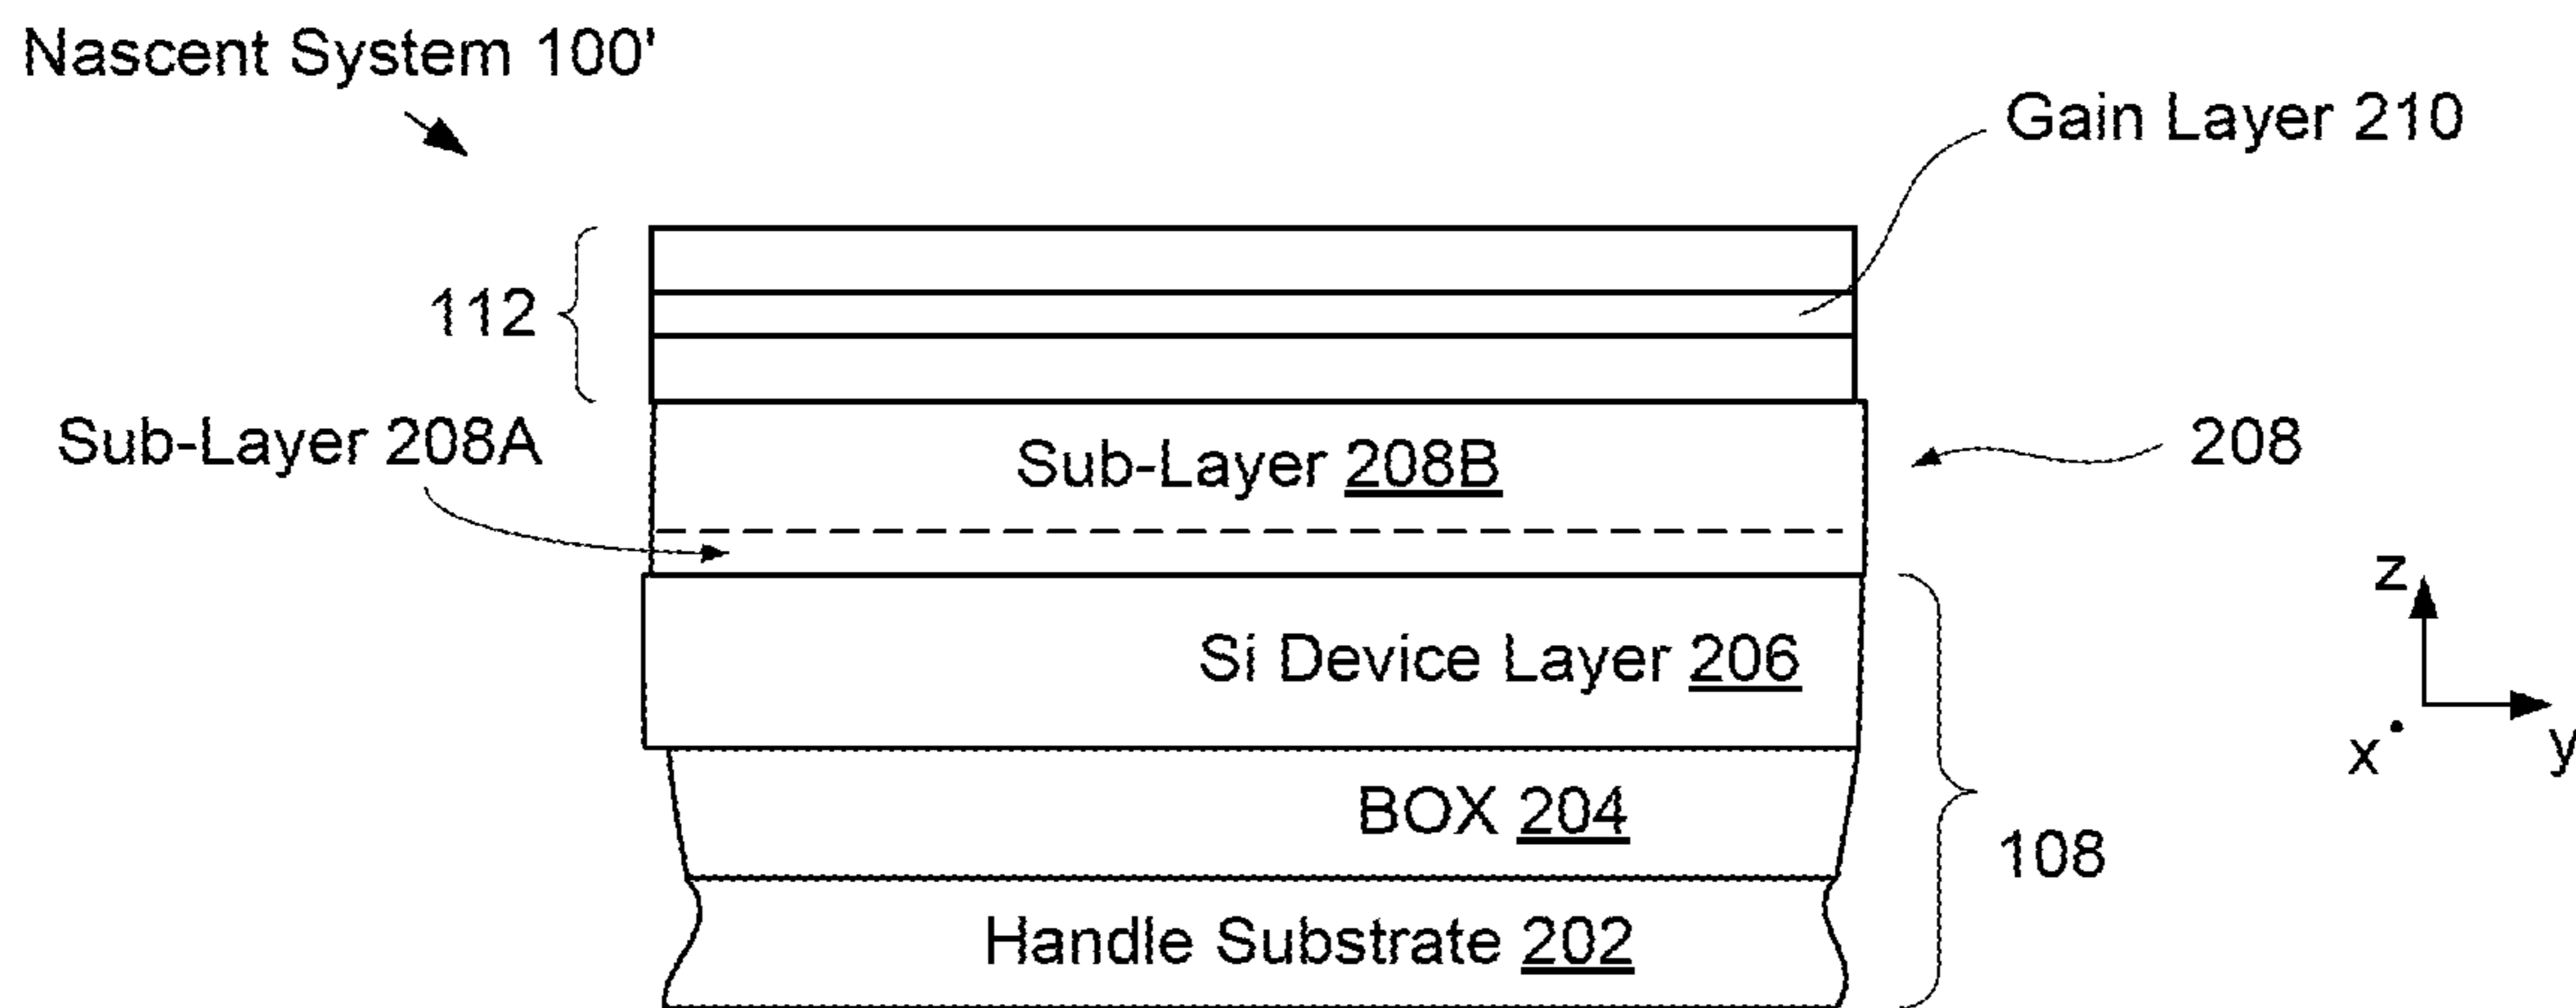 Nascent System 100'
Gain Layer 210
112
Sub-Layer 208A
Sub-Layer 208B
208
Si Device Layer 206
z
x
y
BOX 204
108
Handle Substrate 202